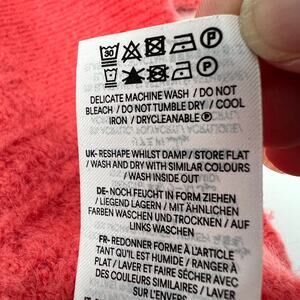 30
DELICATE MACHINE WASH / DO NOT
BLEACH / DO NOT TUMBLE DRY / COOL
IRON / DRYCLEANABLE Ⓟ
UK- RESHAPE WHILST DAMP / STORE FLAT
/ WASH AND DRY WITH SIMILAR COLOURS
/ WASH INSIDE OUT
DE- NOCH FEUCHT IN FORM ZIEHEN
/ LIEGEND LAGERN / MIT ÄHNLICHEN
FARBEN WASCHEN UND TROCKNEN / AUF
LINKS WASCHEN
FR- REDONNER FORME À L'ARTICLE
TANT QU'IL EST HUMIDE / RANGER À
PLAT / LAVER ET FAIRE SÉCHER AVEC
DES COULEURS SIMILAIRES / LAVER
SUR L'ENVERS